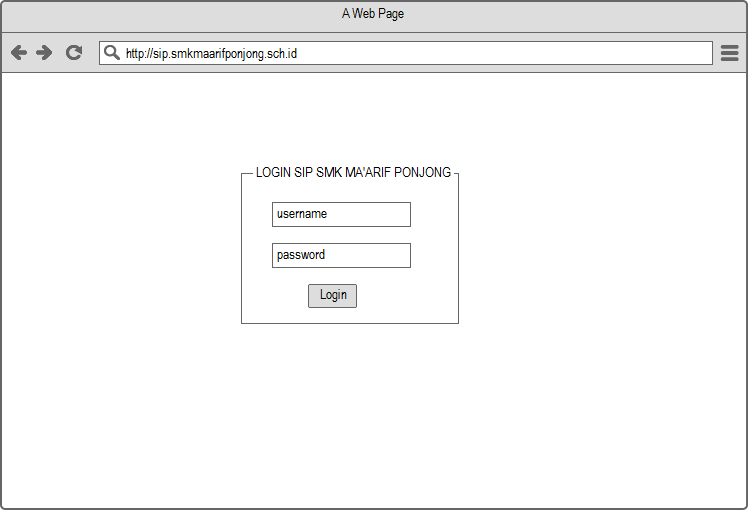 A Web Page
http://sip.smkmaarifponjong.sch.id
LOGIN SIP SMK MA'ARIF PONJONG
username
password
Login